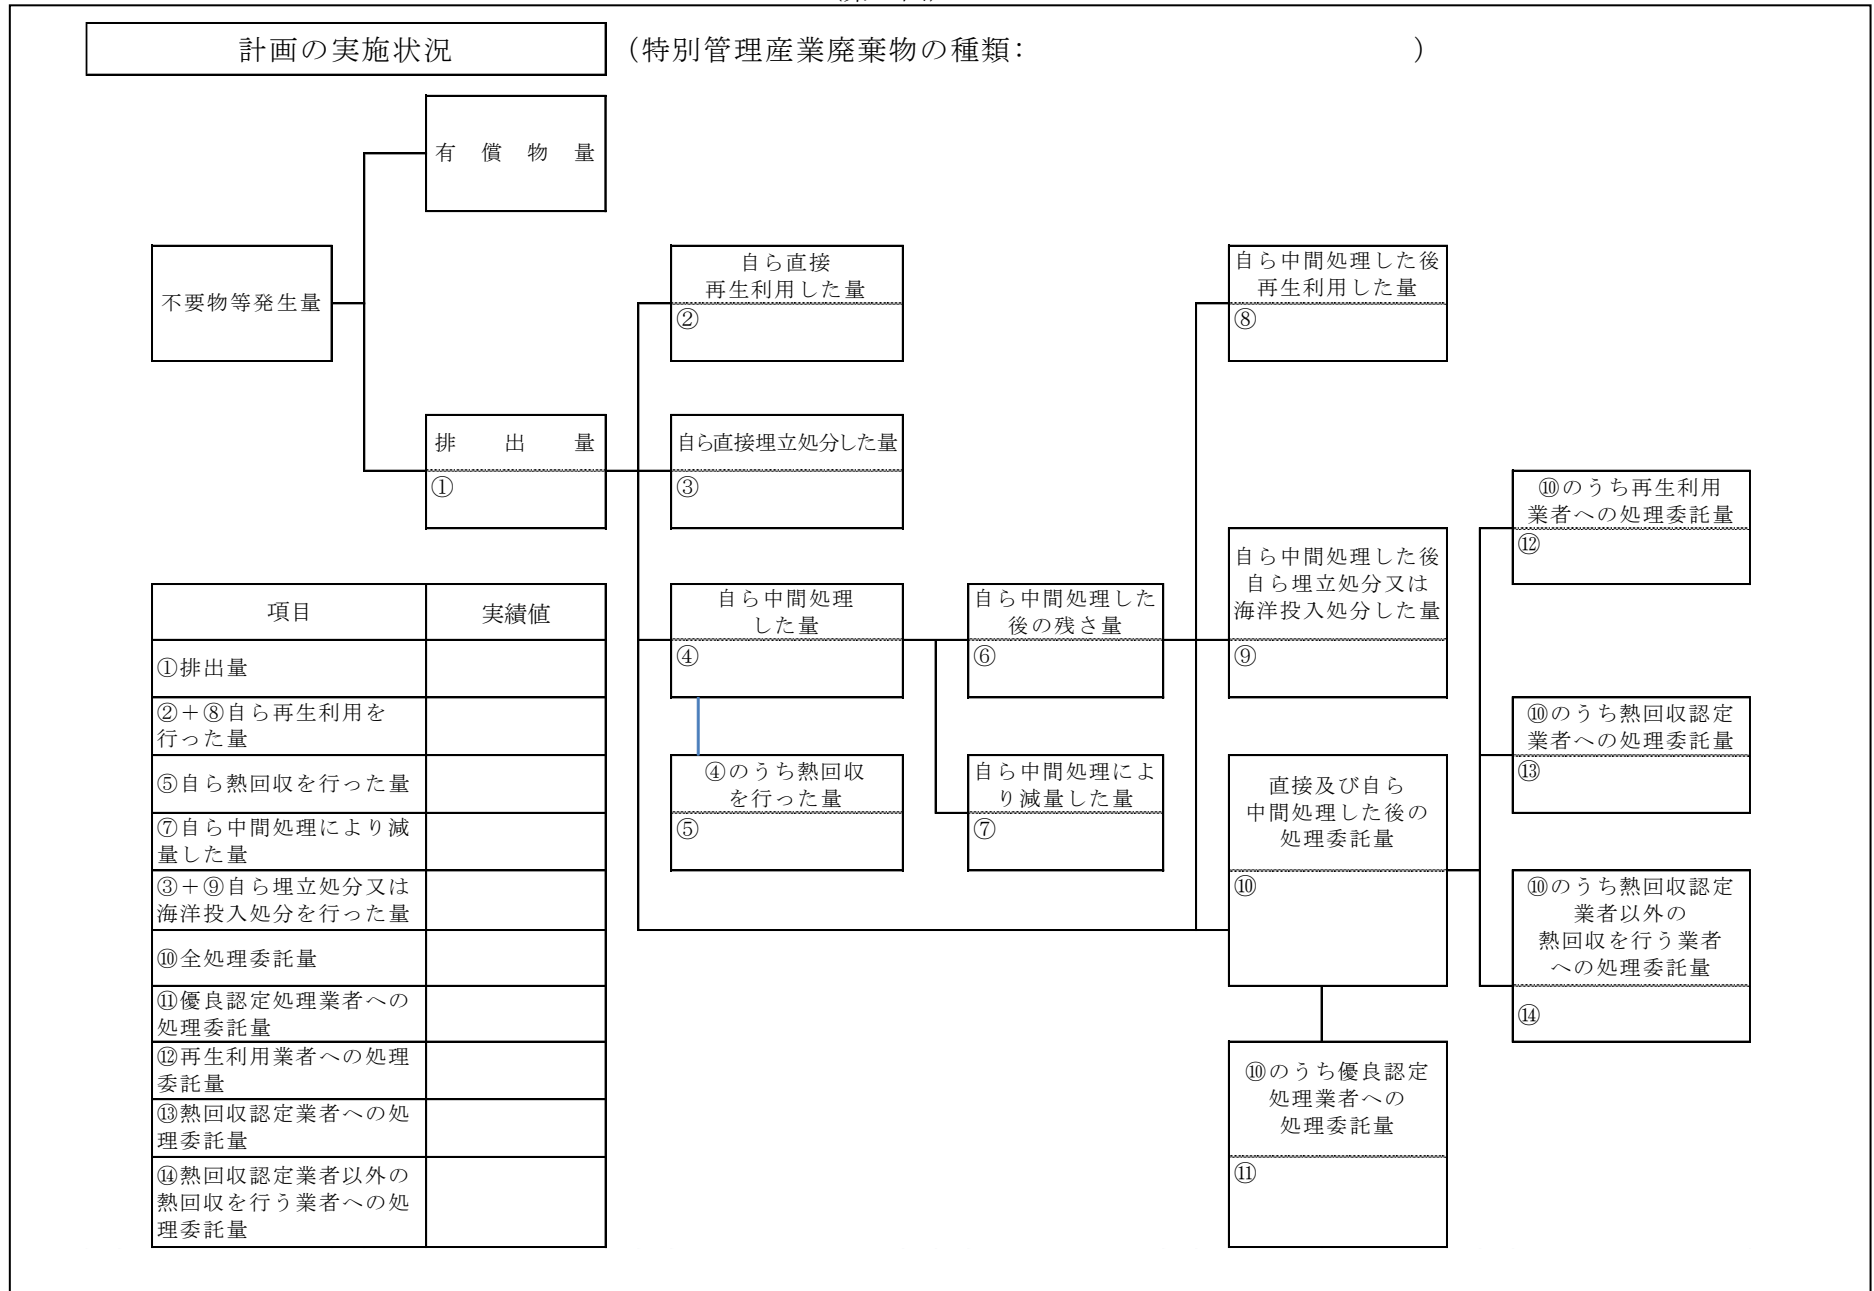 計画の実施状況
（特別管理産業廃棄物の種類：　　　　　　　　　　　　）
有償物量
不要物等発生量
排出量
①
自ら直接
再生利用した量
②
自ら直接埋立処分した量
③
自ら中間処理
した量
④
④のうち熱回収
を行った量
⑤
自ら中間処理した
後の残さ量
⑥
自ら中間処理によ
り減量した量
⑦
自ら中間処理した後
再生利用した量
⑧
自ら中間処理した後
自ら埋立処分又は
海洋投入処分した量
⑨
直接及び自ら
中間処理した後の
処理委託量
⑩
⑩のうち優良認定
処理業者への
処理委託量
⑪
⑩のうち再生利用
業者への処理委託量
⑫
⑩のうち熱回収認定
業者への処理委託量
⑬
⑩のうち熱回収認定
業者以外の
熱回収を行う業者
への処理委託量
⑭
項目　実績値
①排出量
②＋⑧自ら再生利用を
行った量
⑤自ら熱回収を行った量
⑦自ら中間処理により減
量した量
③＋⑨自ら埋立処分又は
海洋投入処分を行った量
⑩全処理委託量
⑪優良認定処理業者への
処理委託量
⑫再生利用業者への処理
委託量
⑬熱回収認定業者への処
理委託量
⑭熱回収認定業者以外の
熱回収を行う業者への処
理委託量